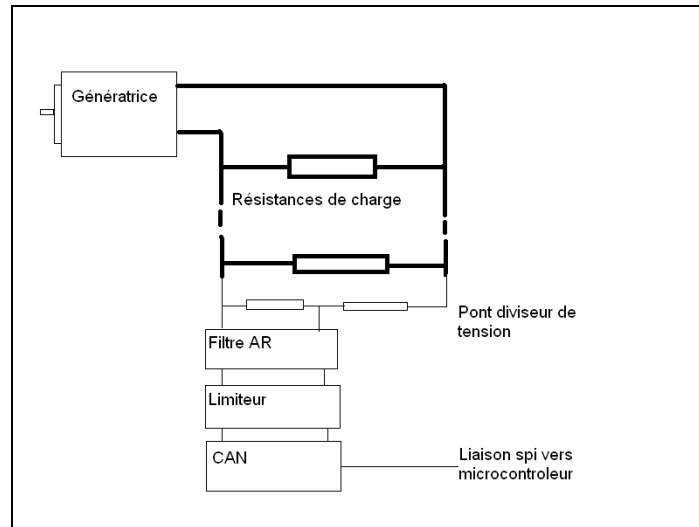 Génératrice
Résistances de charge
Pont diviseur de
tension
Filtre AR
Limiteur
CAN
Liaison spi vers
microcontroleur